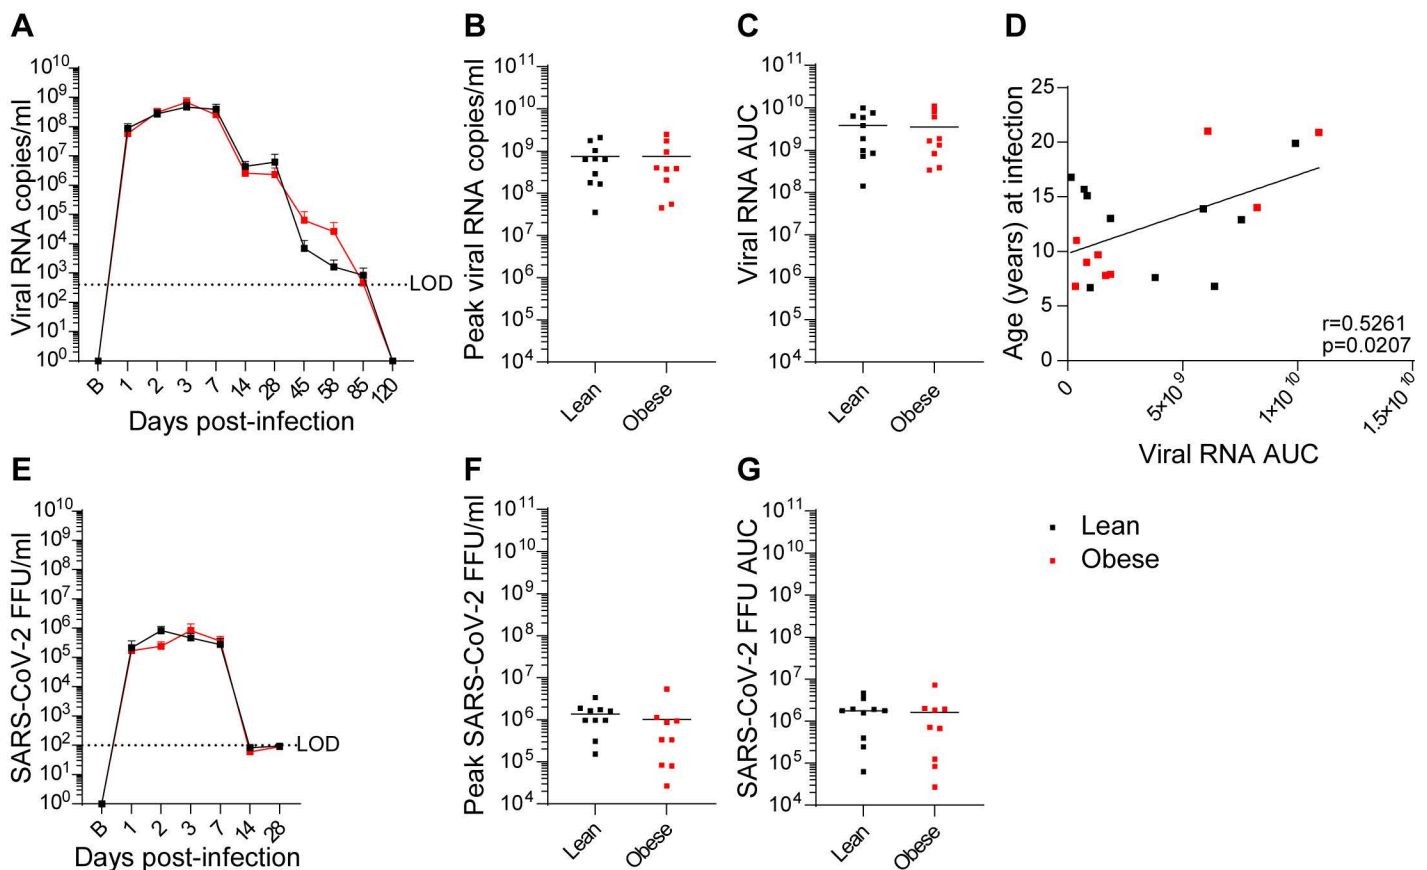 A
Viral RNA copies/ml
10^10
10^9
10^8
10^7
10^6
10^5
10^4
10^3
10^2
10^1
10^0
LOD
B 1 2 3 7 14 28 45 58 85 120
Days post-infection
B
Peak viral RNA copies/ml
10^11
10^10
10^9
10^8
10^7
10^6
10^5
10^4
Lean Obese
C
Viral RNA AUC
10^11
10^10
10^9
10^8
10^7
10^6
10^5
10^4
Lean Obese
D
Age (years) at infection
25
20
15
10
5
0
r=0.5261
p=0.0207
0 5×10^9 1×10^10 1.5×10^10
Viral RNA AUC
E
SARS-CoV-2 FFU/ml
10^10
10^9
10^8
10^7
10^6
10^5
10^4
10^3
10^2
10^1
10^0
LOD
B 1 2 3 7 14 28
Days post-infection
F
Peak SARS-CoV-2 FFU/ml
10^11
10^10
10^9
10^8
10^7
10^6
10^5
10^4
Lean Obese
G
SARS-CoV-2 FFU AUC
10^11
10^10
10^9
10^8
10^7
10^6
10^5
10^4
Lean Obese
Lean
Obese